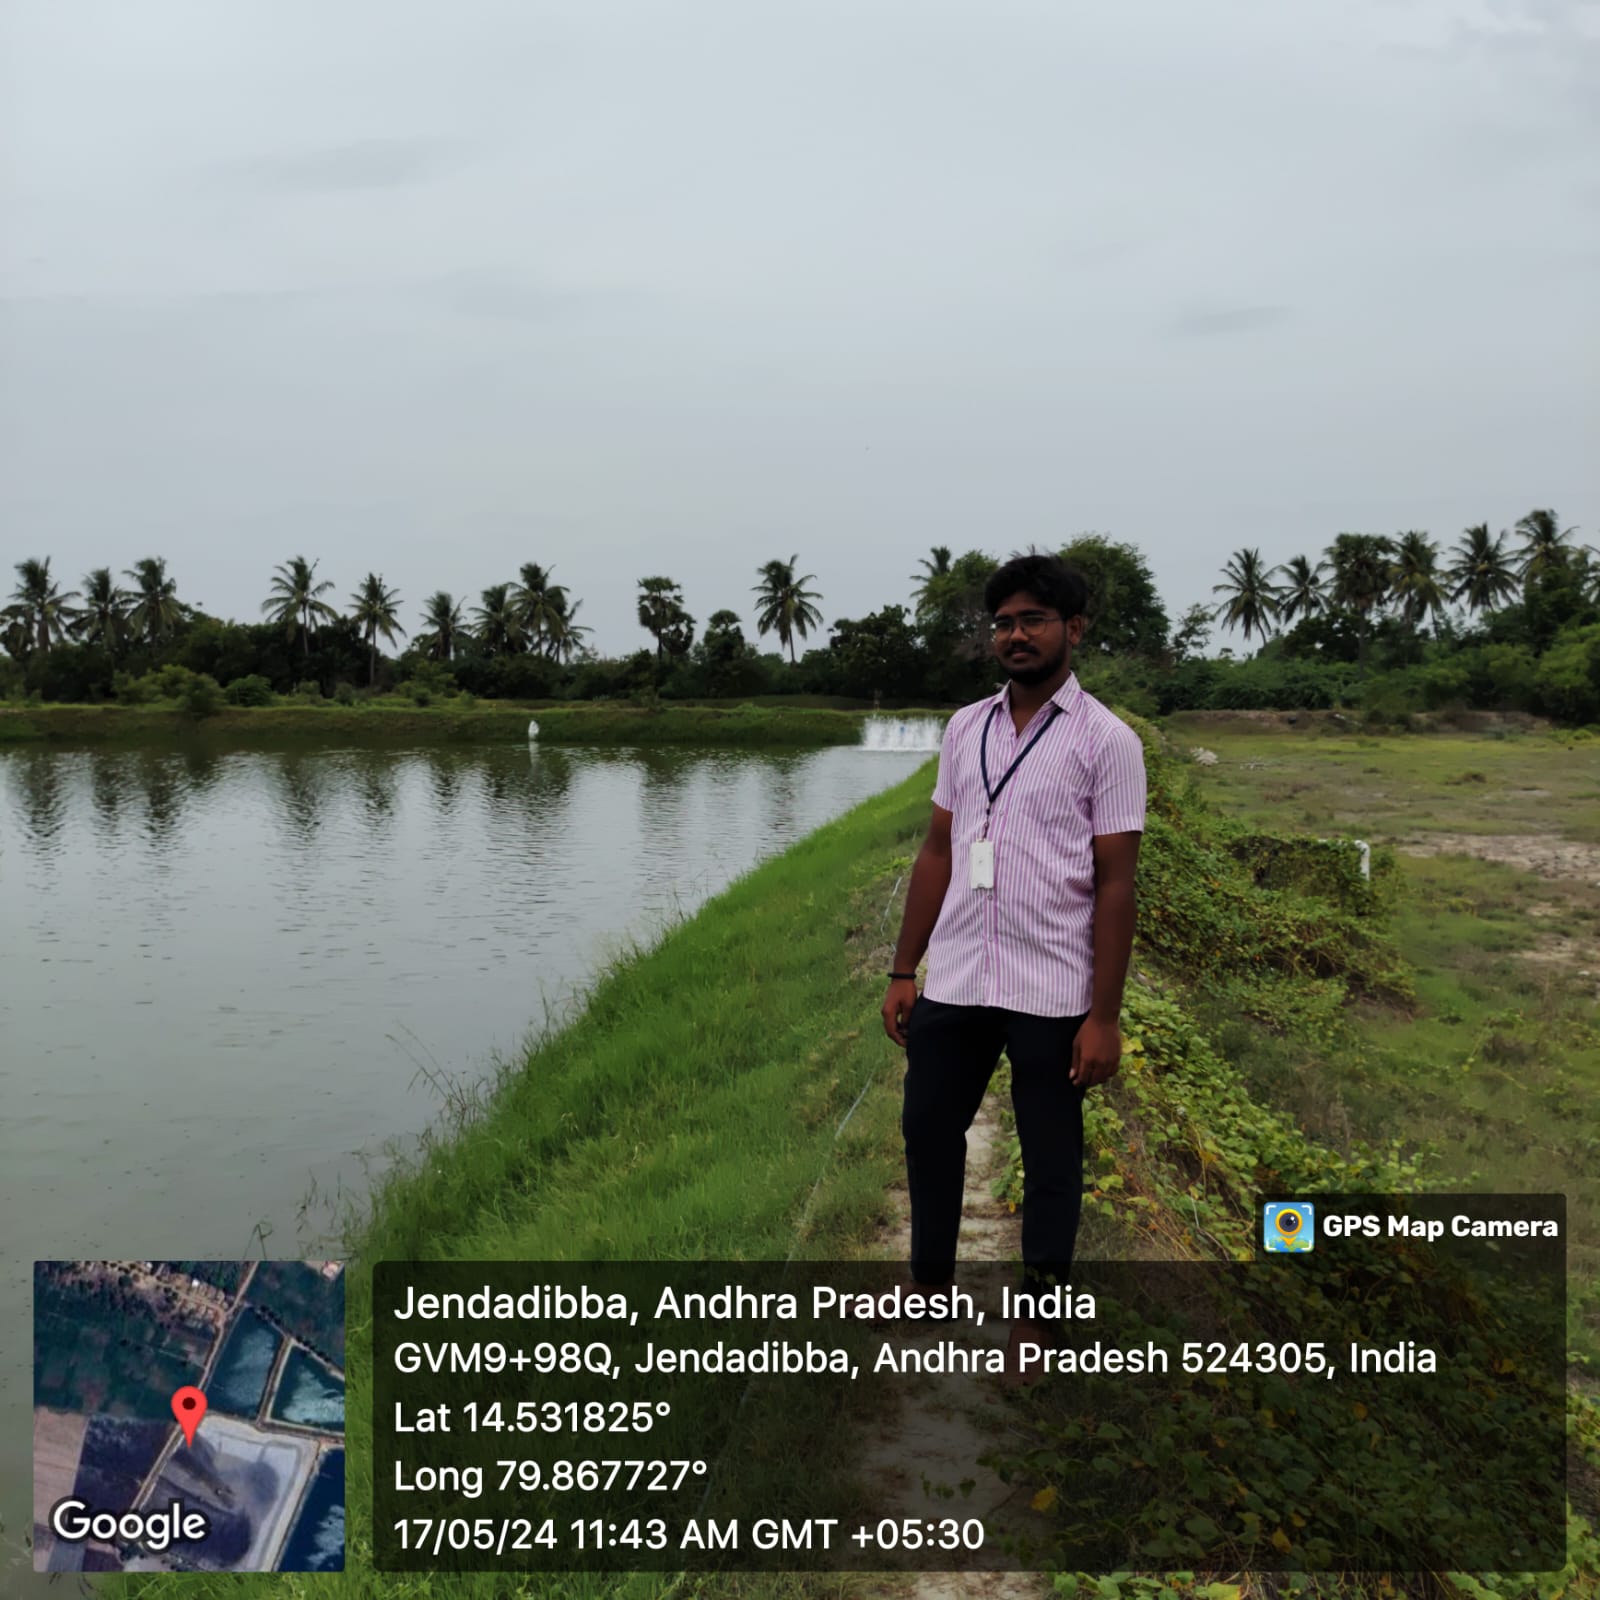 GPS Map Camera
Jendadibba, Andhra Pradesh, India
GVM9+98Q, Jendadibba, Andhra Pradesh 524305, India
Lat 14.531825°
Long 79.867727°
17/05/24 11:43 AM GMT +05:30
Google